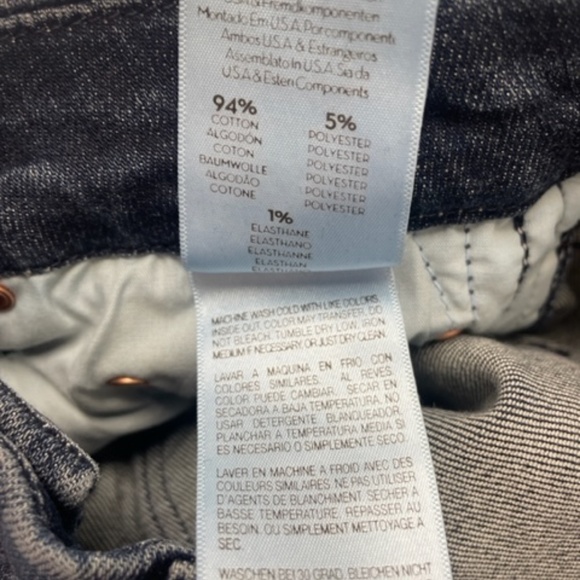 & Fremdkomponenten
Montado Em U.S.A. Por componenti
Ambos U.S.A & Estrangeiros
Assemblato in U.S.A. Sia da
U.S.A & Esteri Components
94%
COTTON
ALGODÓN
COTON
BAUMWOLLE
ALGODÃO
COTONE
5%
POLYESTER
POLYESTER
POLYESTER
POLYESTER
POLYESTER
POLYESTER
1%
ELASTHANE
ELASTHANO
ELASTHANNE
ELASTHAN
MACHINE WASH COLD WITH LIKE COLORS,
INSIDE OUT. COLOR MAY TRANSFER. DO
NOT BLEACH. TUMBLE DRY LOW, IRON
MEDIUM IF NECESSARY, OR JUST DRY CLEAN.
LAVAR A MAQUINA EN FRIO CON
COLORES SIMILARES. AL REVES.
COLOR PUEDE CAMBIAR. SECAR EN
SECADORA A BAJA TEMPERATURA. NO
USAR DETERGENTE BLANQUEADOR,
PLANCHAR A TEMPERATURA MEDIA SI
ES NECESARIO O SIMPLEMENTE SECO.
LAVER EN MACHINE A FROID AVEC DES
COULEURS SIMILAIRES. NE PAS UTILISER
D'AGENTS DE BLANCHIMENT. SECHER A
BASSE TEMPERATURE, REPASSER AU
BESOIN. OU SIMPLEMENT METTOYAGE A
SEC.
WASCHEN BEI 30 GRAD. BLEICHEN NICHT